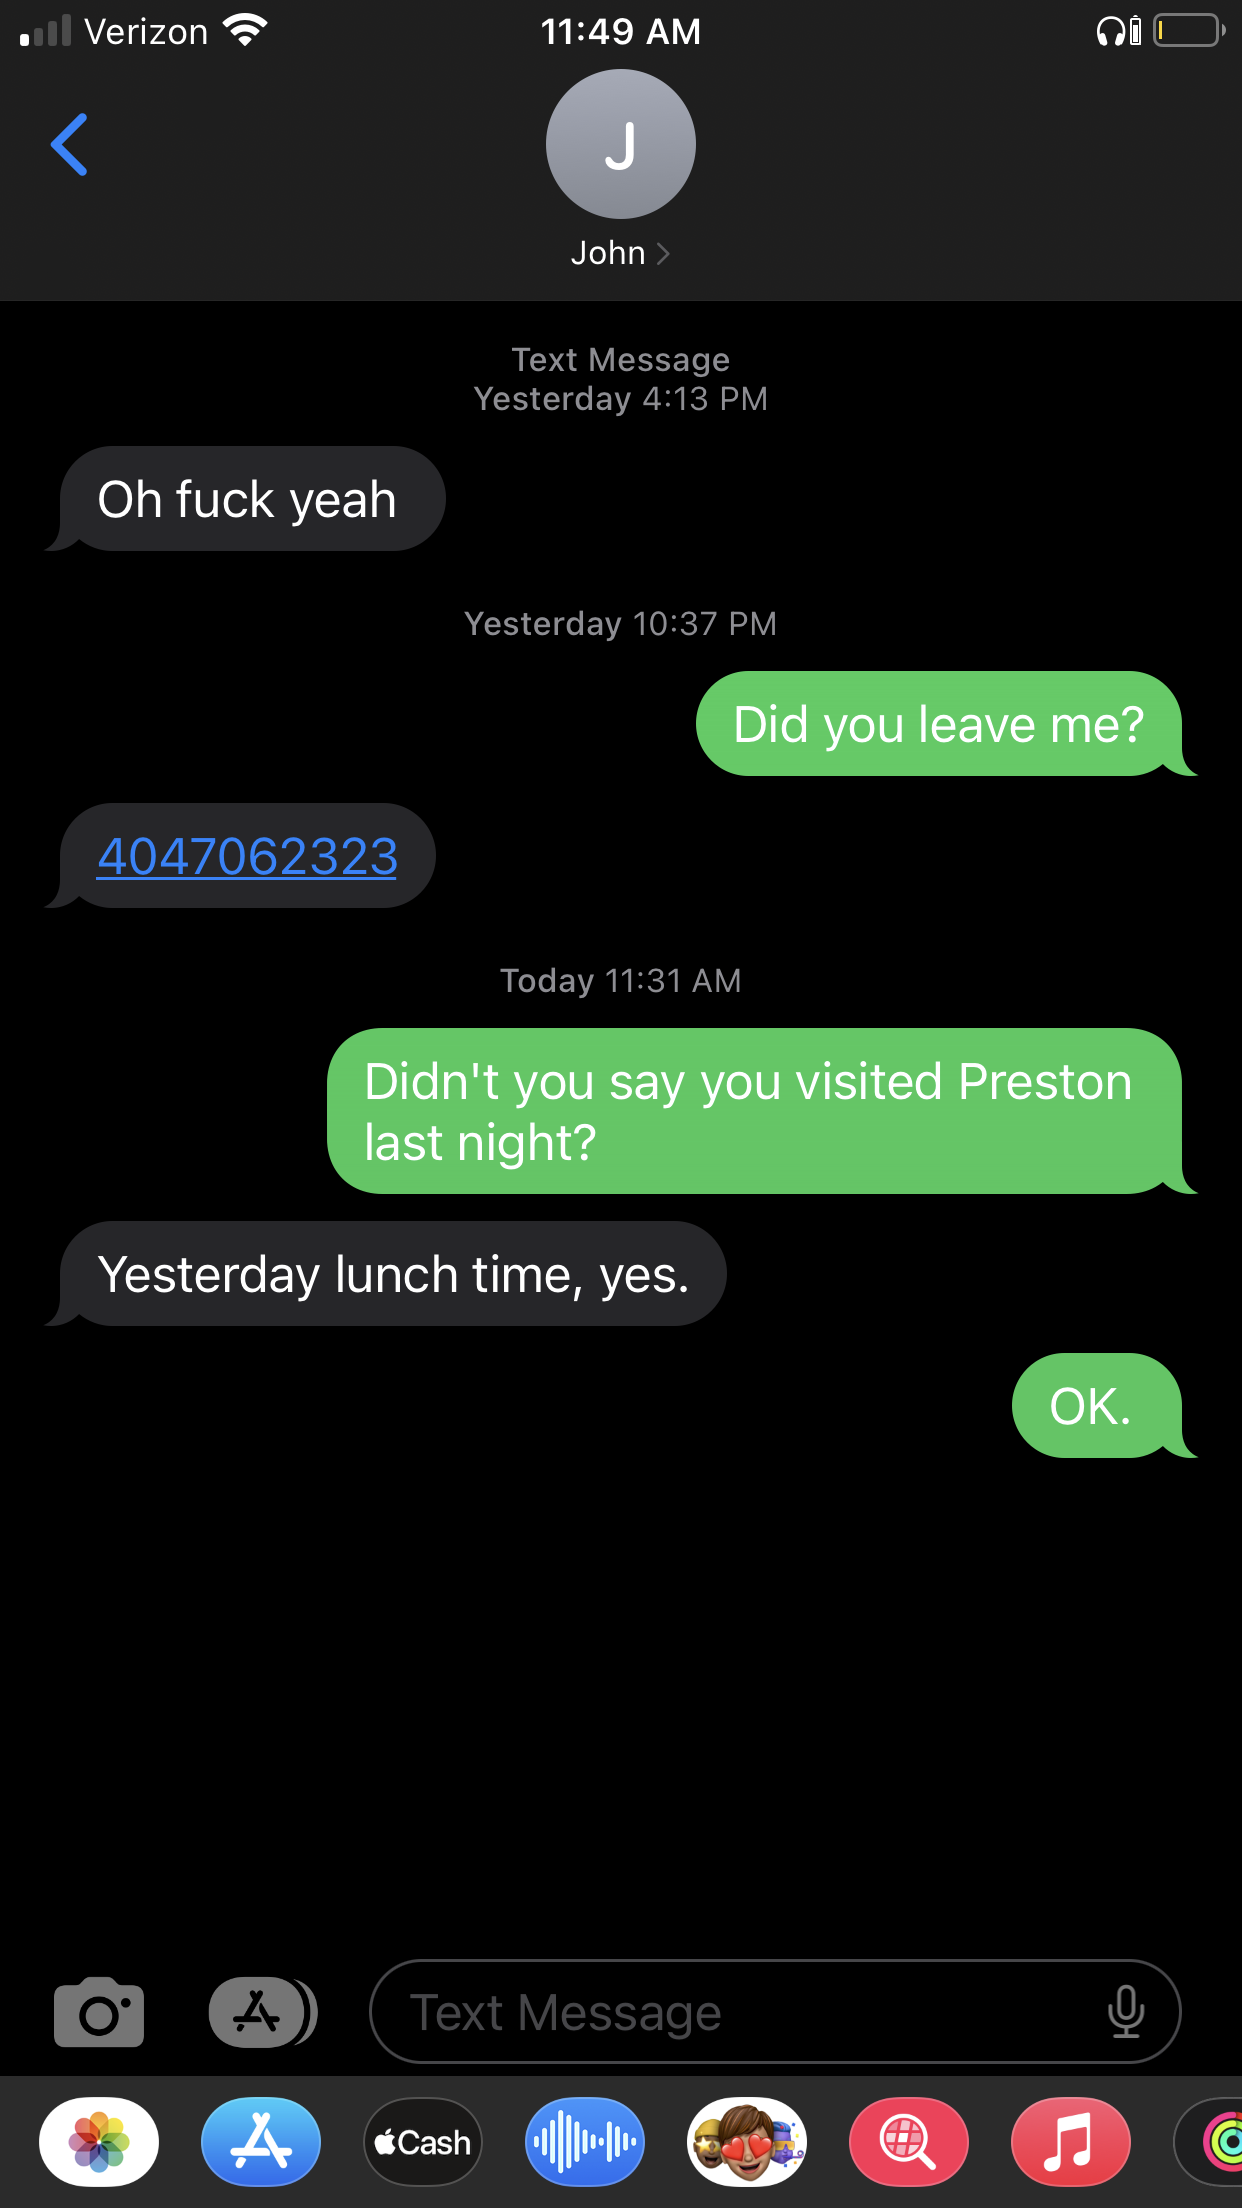 Verizon 11:49 AM
J
John
Text Message
Yesterday 4:13 PM
Oh fuck yeah
Yesterday 10:37 PM
Did you leave me?
4047062323
Today 11:31 AM
Didn't you say you visited Preston
last night?
Yesterday lunch time, yes.
OK.
Text Message
Cash